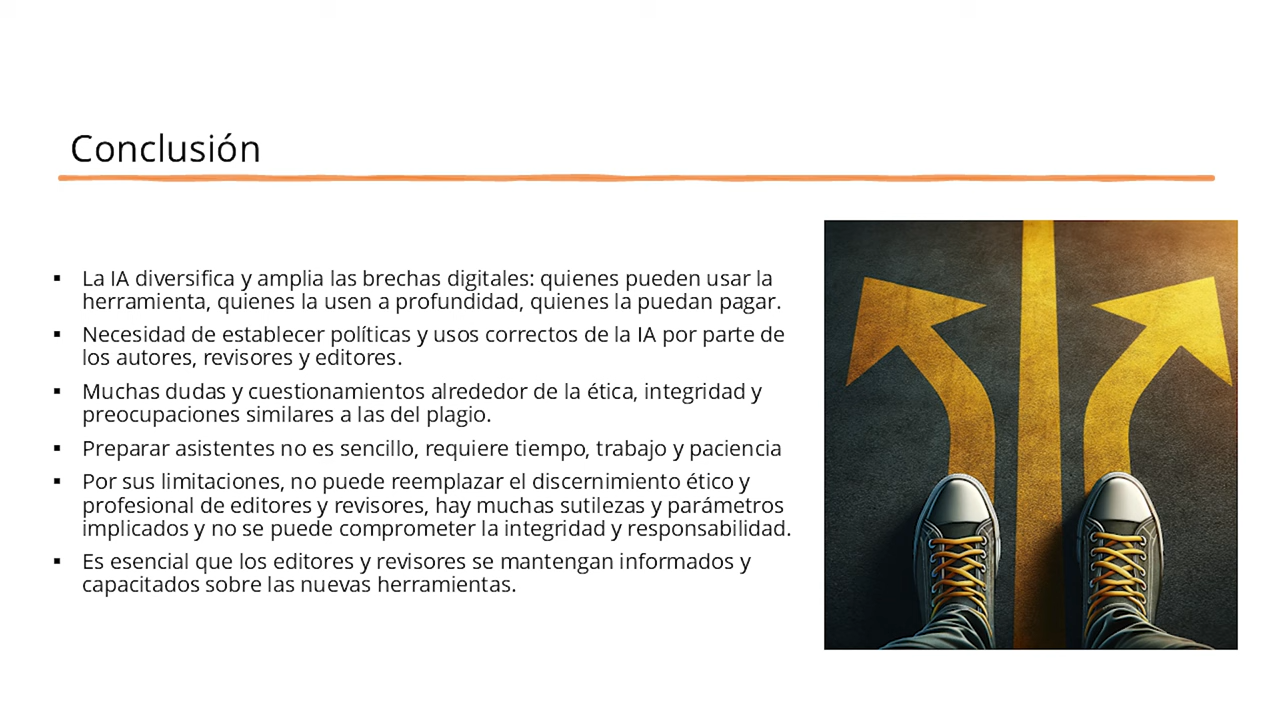 Conclusión
▪ La IA diversifica y amplia las brechas digitales: quienes pueden usar la
herramienta, quienes la usen a profundidad, quienes la puedan pagar.
▪ Necesidad de establecer políticas y usos correctos de la IA por parte de
los autores, revisores y editores.
▪ Muchas dudas y cuestionamientos alrededor de la ética, integridad y
preocupaciones similares a las del plagio.
▪ Preparar asistentes no es sencillo, requiere tiempo, trabajo y paciencia
▪ Por sus limitaciones, no puede reemplazar el discernimiento ético y
profesional de editores y revisores, hay muchas sutilezas y parámetros
implicados y no se puede comprometer la integridad y responsabilidad.
▪ Es esencial que los editores y revisores se mantengan informados y
capacitados sobre las nuevas herramientas.